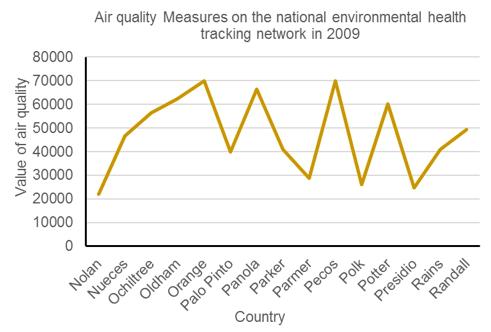 Air quality Measures on the national environmental health
tracking network in 2009
80000
70000
60000
50000
40000
30000
20000
10000
0
Value of air quality
Nolan
Nueces
Ochiltree
Oldham
Orange
Palo Pinto
Panola
Parker
Parmer
Pecos
Polk
Potter
Presidio
Rains
Randall
Country